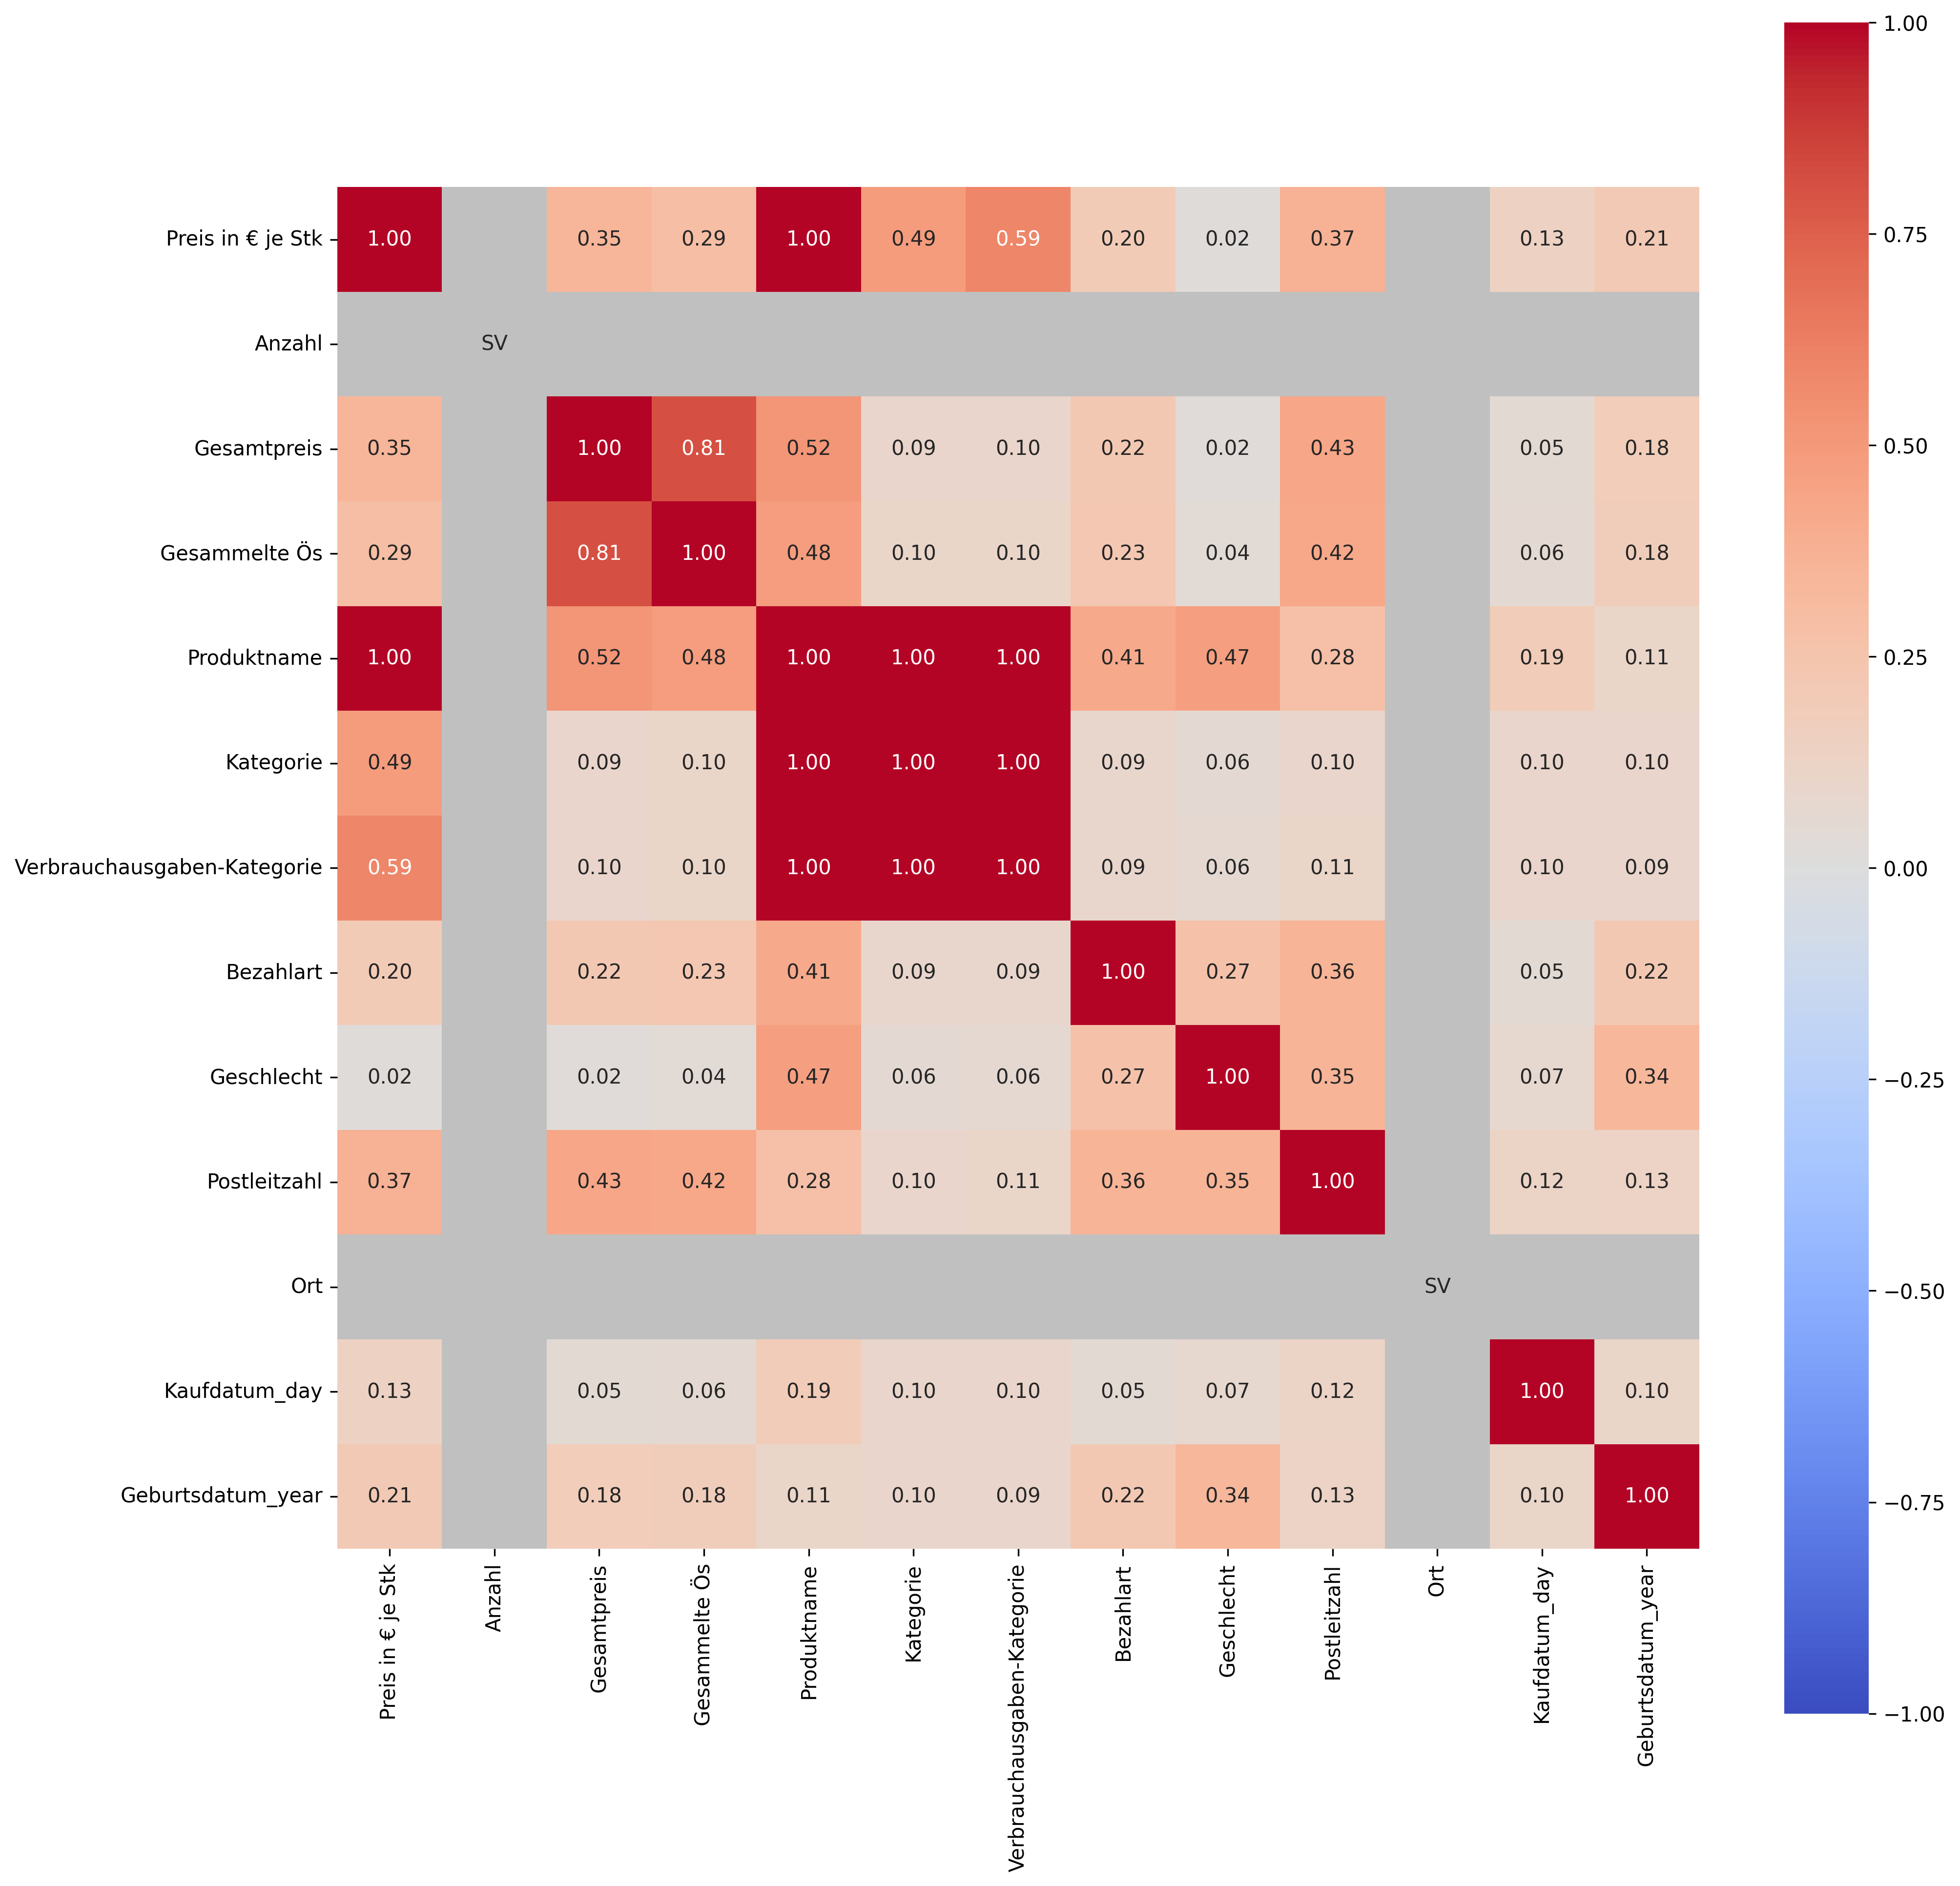 1.00
0.75
0.50
0.25
0.00
−0.25
−0.50
−0.75
−1.00
Preis in € je Stk 1.00 0.35 0.29 1.00 0.49 0.59 0.20 0.02 0.37 0.13 0.21
Anzahl SV
Gesamtpreis 0.35 1.00 0.81 0.52 0.09 0.10 0.22 0.02 0.43 0.05 0.18
Gesammelte Ös 0.29 0.81 1.00 0.48 0.10 0.10 0.23 0.04 0.42 0.06 0.18
Produktname 1.00 0.52 0.48 1.00 1.00 1.00 0.41 0.47 0.28 0.19 0.11
Kategorie 0.49 0.09 0.10 1.00 1.00 1.00 0.09 0.06 0.10 0.10 0.10
Verbrauchausgaben-Kategorie 0.59 0.10 0.10 1.00 1.00 1.00 0.09 0.06 0.11 0.10 0.09
Bezahlart 0.20 0.22 0.23 0.41 0.09 0.09 1.00 0.27 0.36 0.05 0.22
Geschlecht 0.02 0.02 0.04 0.47 0.06 0.06 0.27 1.00 0.35 0.07 0.34
Postleitzahl 0.37 0.43 0.42 0.28 0.10 0.11 0.36 0.35 1.00 0.12 0.13
Ort SV
Kaufdatum_day 0.13 0.05 0.06 0.19 0.10 0.10 0.05 0.07 0.12 1.00 0.10
Geburtsdatum_year 0.21 0.18 0.18 0.11 0.10 0.09 0.22 0.34 0.13 0.10 1.00
Preis in € je Stk
Anzahl
Gesamtpreis
Gesammelte Ös
Produktname
Kategorie
Verbrauchausgaben-Kategorie
Bezahlart
Geschlecht
Postleitzahl
Ort
Kaufdatum_day
Geburtsdatum_year